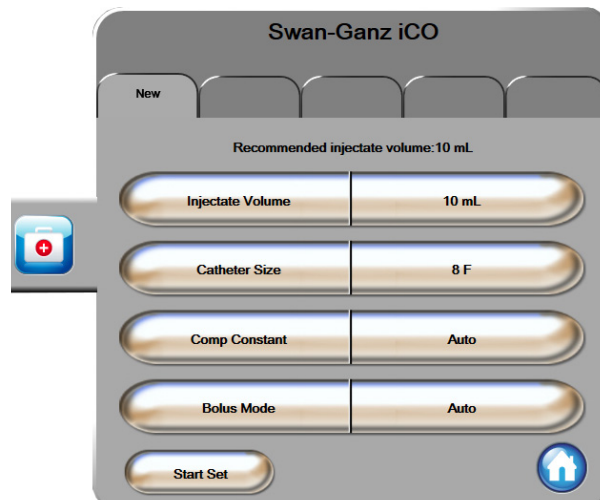 Swan-Ganz iCO
New
Recommended injectate volume:10 mL
Injectate Volume 10 mL
Catheter Size 8 F
Comp Constant Auto
Bolus Mode Auto
Start Set